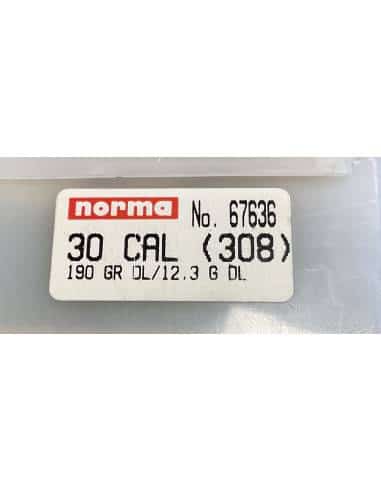 norma No. 67636
30 CAL (308)
190 GR DL/12.3 G DL